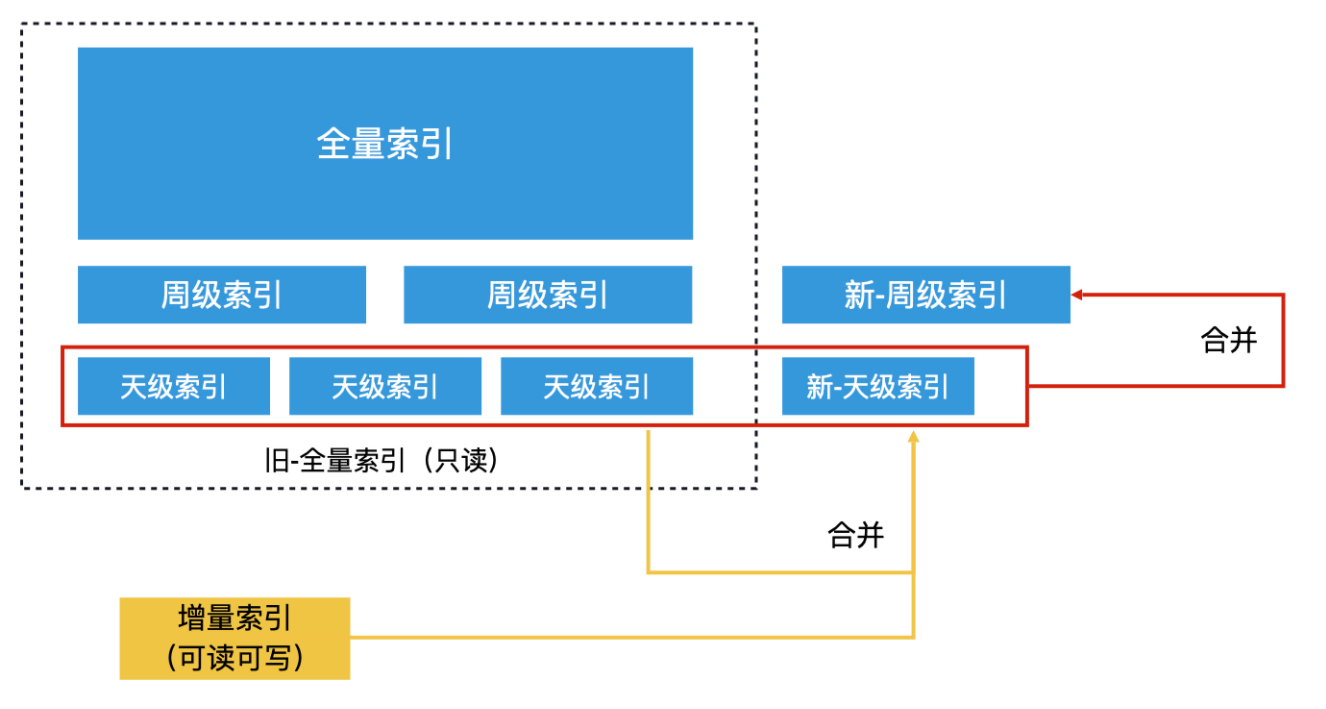 全量索引
周级索引
周级索引
新-周级索引
合并
天级索引
天级索引
天级索引
新-天级索引
旧-全量索引（只读）
合并
增量索引
（可读可写）